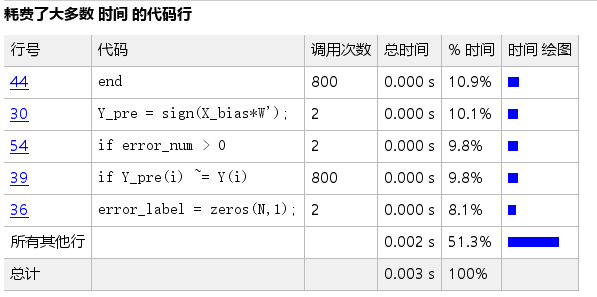 耗费了大多数 时间 的代码行
行号 代码 调用次数 总时间 % 时间 时间 绘图
44 end 800 0.000 s 10.9%
30 Y_pre = sign(X_bias*W'); 2 0.000 s 10.1%
54 if error_num > 0 2 0.000 s 9.8%
39 if Y_pre(i) ~= Y(i) 800 0.000 s 9.8%
36 error_label = zeros(N,1); 2 0.000 s 8.1%
所有其他行 0.002 s 51.3%
总计 0.003 s 100%